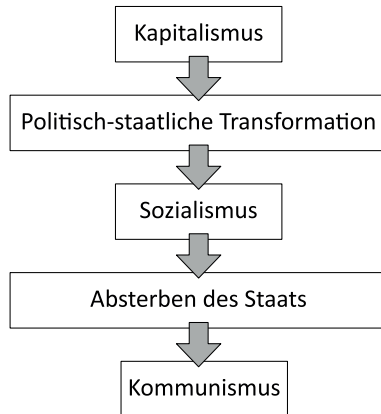 Kapitalismus
Politisch-staatliche Transformation
Sozialismus
Absterben des Staats
Kommunismus